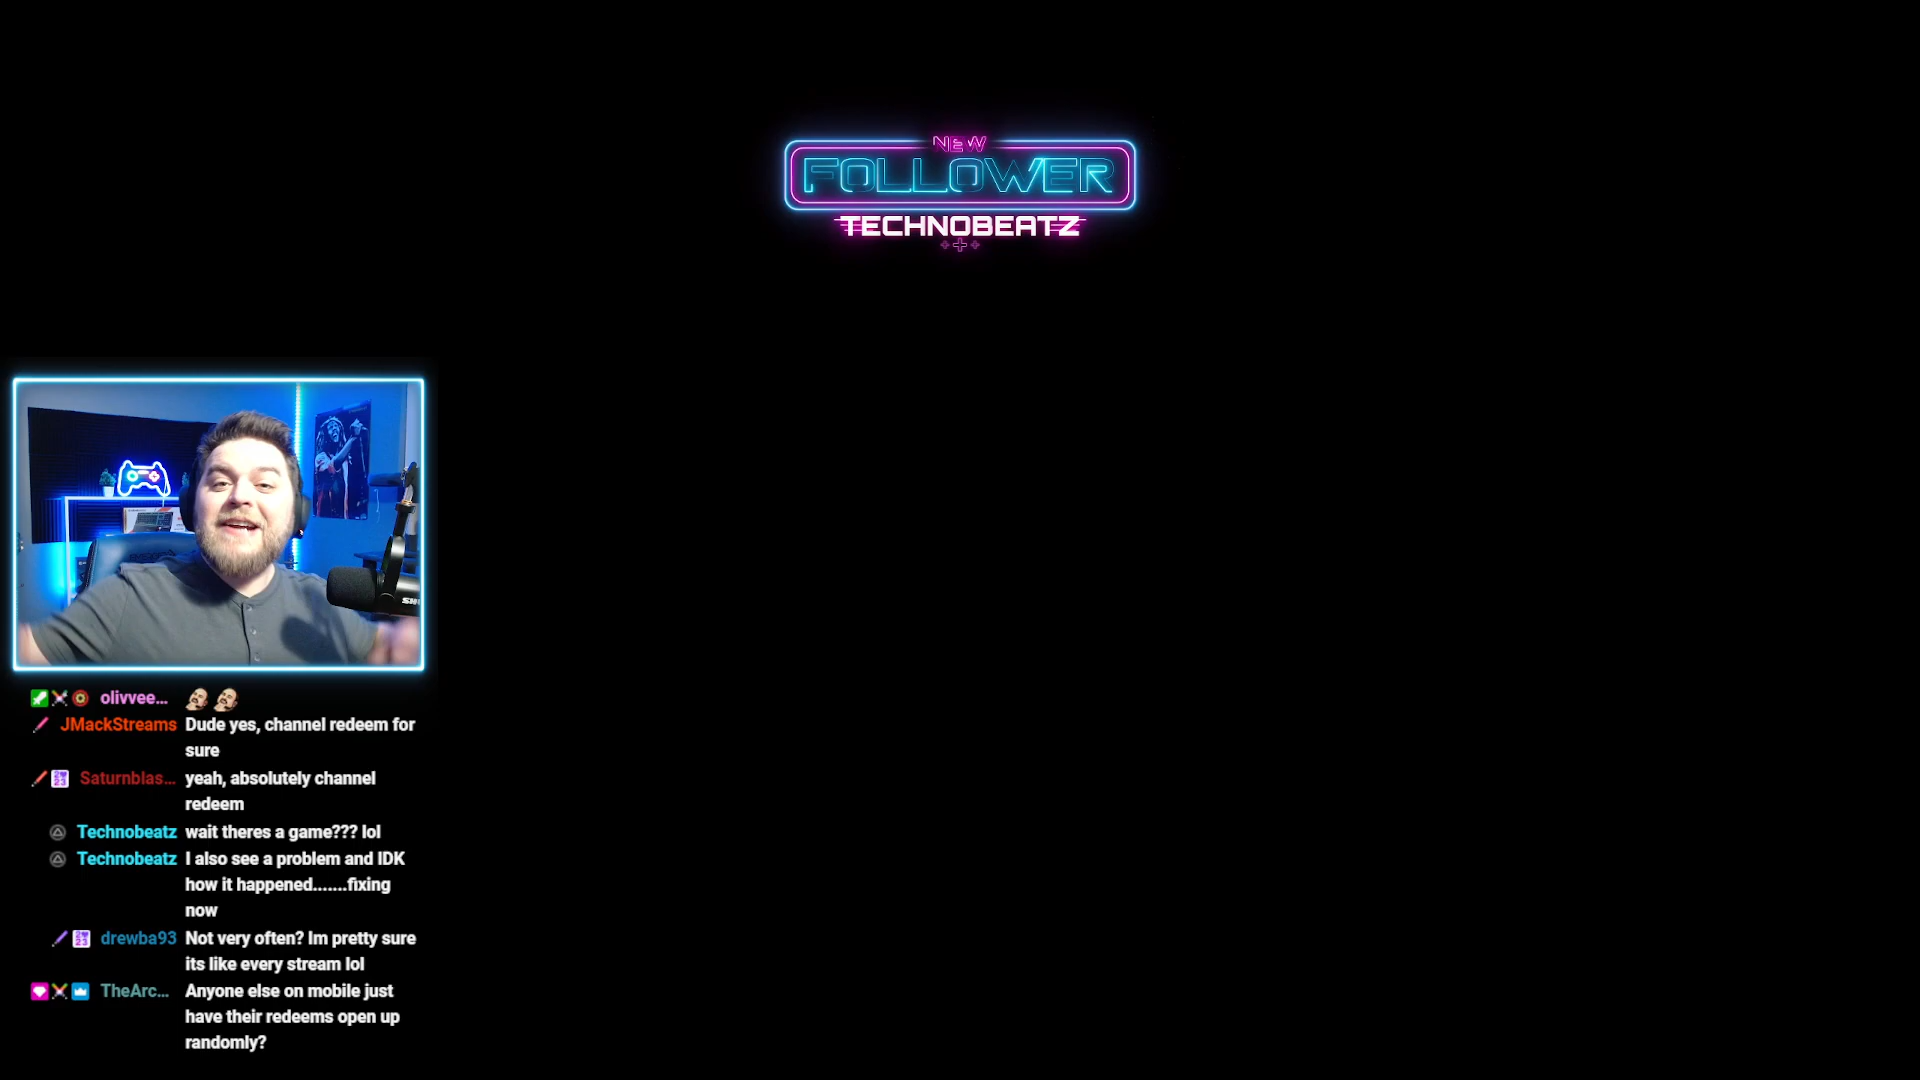 NEW
FOLLOWER
TECHNOBEATZ
olivvee...
JMackStreams Dude yes, channel redeem for
sure
Saturnblas... yeah, absolutely channel
redeem
Technobeatz wait theres a game??? lol
Technobeatz I also see a problem and IDK
how it happened.......fixing
now
drewba93 Not very often? Im pretty sure
its like every stream lol
TheArc... Anyone else on mobile just
have their redeems open up
randomly?